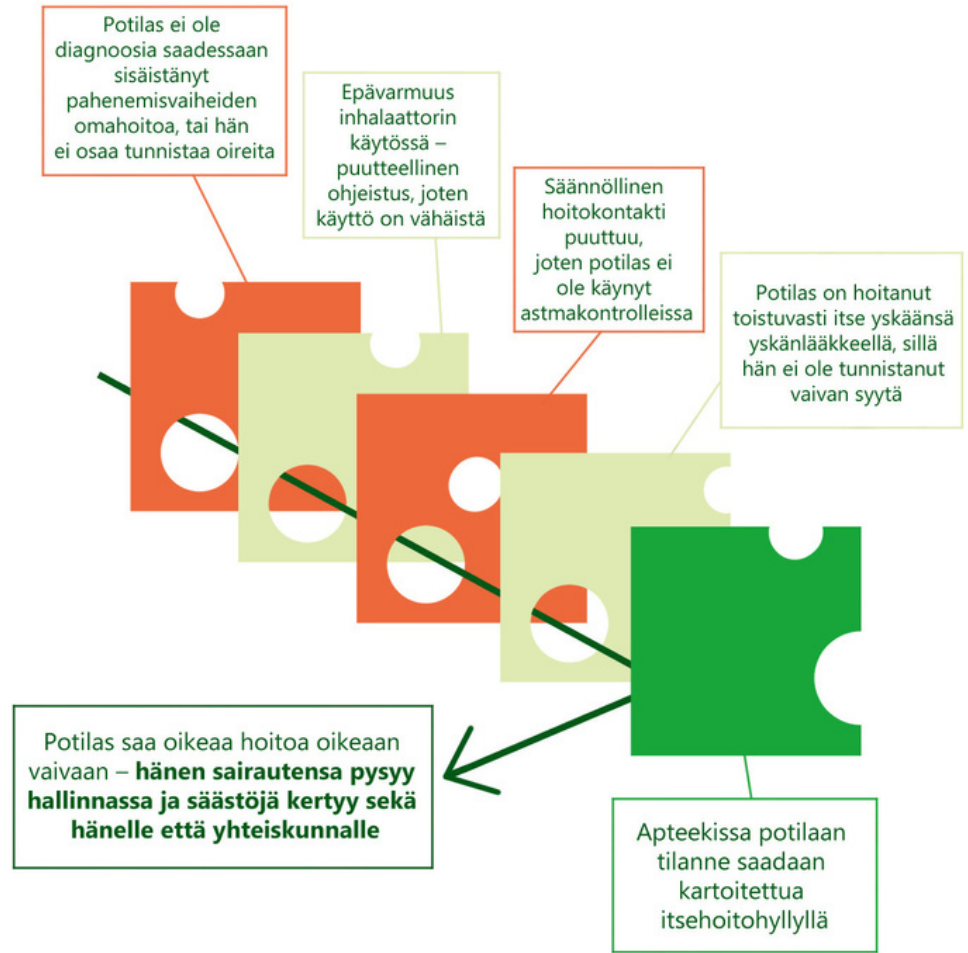 Potilas ei ole
diagnoosia saadessaan
sisäistänyt
pahenemisvaiheiden
omahoitoa, tai hän
ei osaa tunnistaa oireita
Epävarmuus
inhalaattorin
käytössä –
puutteellinen
ohjeistus, joten
käyttö on vähäistä
Säännöllinen
hoitokontakti
puuttuu,
joten potilas ei
ole käynyt
astmakontrolleissa
Potilas on hoitanut
toistuvasti itse yskäänsä
yskänlääkkeellä, sillä
hän ei ole tunnistanut
vaivan syytä
Potilas saa oikeaa hoitoa oikeaan
vaivaan – hänen sairautensa pysyy
hallinnassa ja säästöjä kertyy sekä
hänelle että yhteiskunnalle
Apteekissa potilaan
tilanne saadaan
kartoitettua
itsehoitohyllyllä